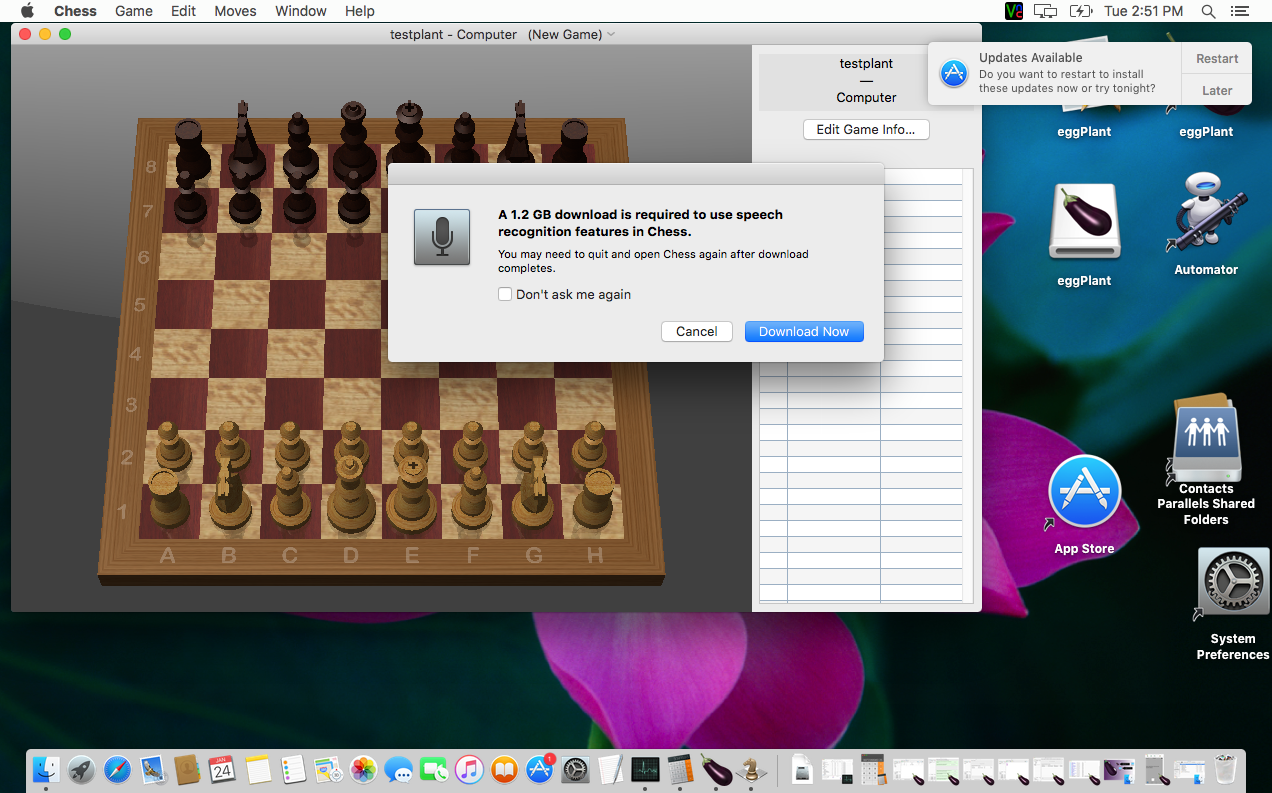 Chess Game Edit Moves Window Help
Tue 2:51 PM
testplant - Computer (New Game)
testplant
—
Computer
Edit Game Info...
Updates Available
Do you want to restart to install
these updates now or try tonight?
Restart
Later
A 1.2 GB download is required to use speech
recognition features in Chess.
You may need to quit and open Chess again after download
completes.
Don't ask me again
Cancel
Download Now
8
7
6
5
4
3
2
1
A B C D E F G H
eggPlant
eggPlant
eggPlant
Automator
Contacts
Parallels Shared
Folders
App Store
System
Preferences
JAN
24
1